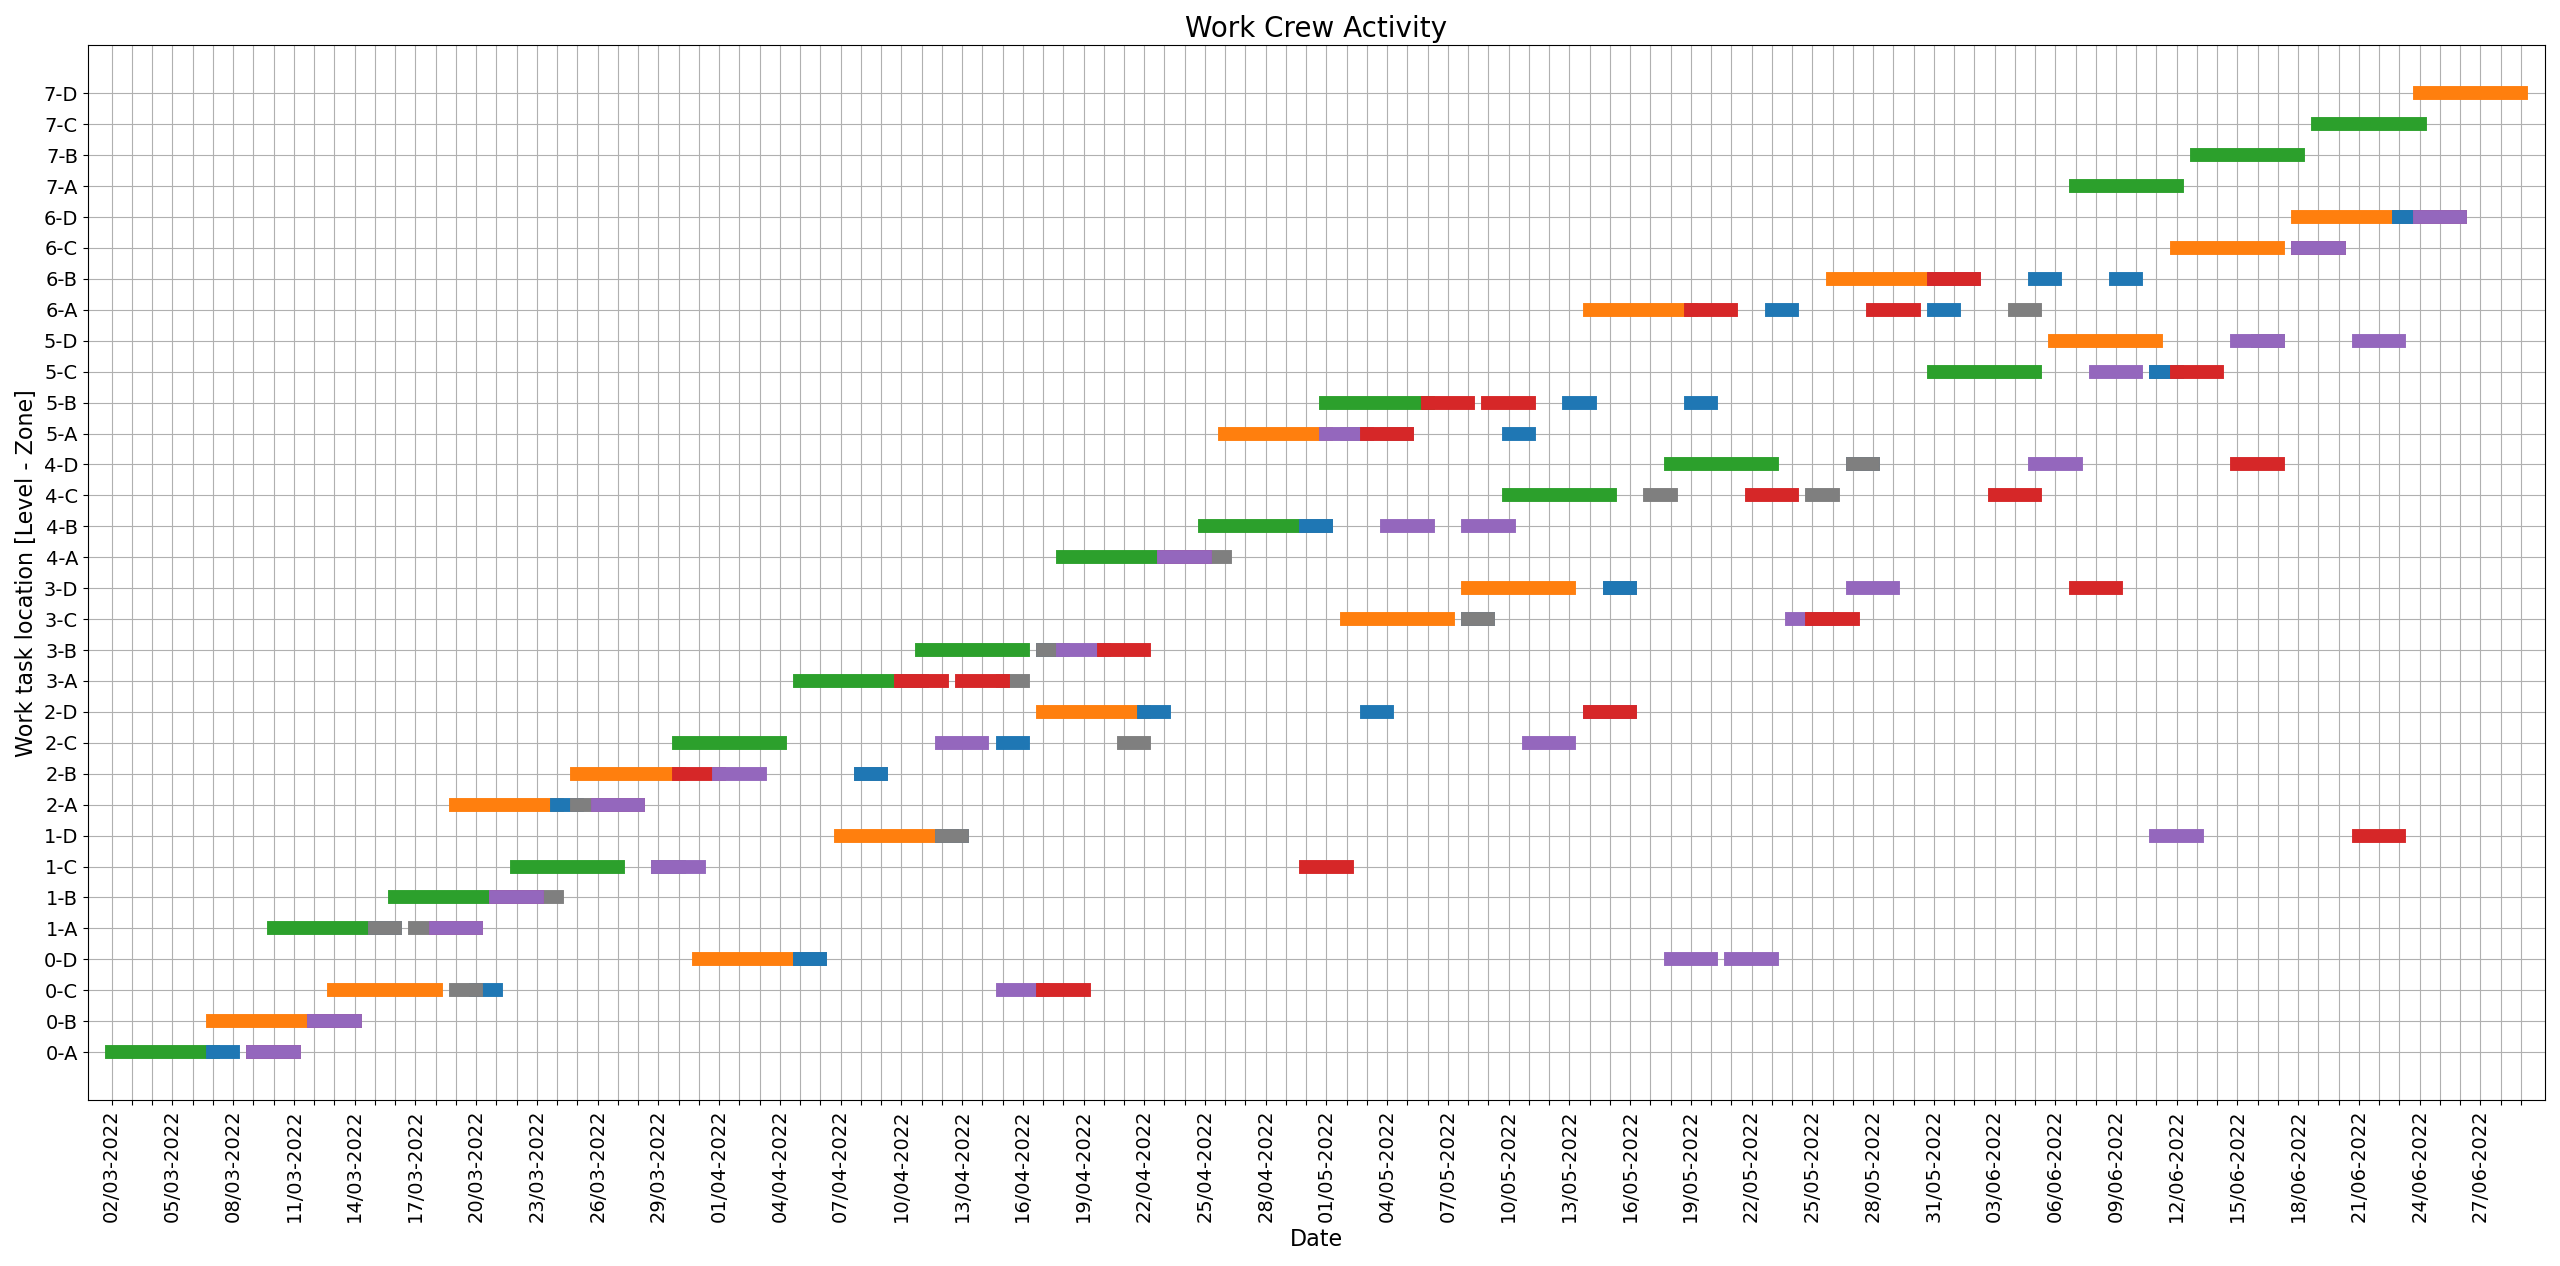 Work Crew Activity
Work task location [Level - Zone]
7-D
7-C
7-B
7-A
6-D
6-C
6-B
6-A
5-D
5-C
5-B
5-A
4-D
4-C
4-B
4-A
3-D
3-C
3-B
3-A
2-D
2-C
2-B
2-A
1-D
1-C
1-B
1-A
0-D
0-C
0-B
0-A
02/03-2022
05/03-2022
08/03-2022
11/03-2022
14/03-2022
17/03-2022
20/03-2022
23/03-2022
26/03-2022
29/03-2022
01/04-2022
04/04-2022
07/04-2022
10/04-2022
13/04-2022
16/04-2022
19/04-2022
22/04-2022
25/04-2022
28/04-2022
01/05-2022
04/05-2022
07/05-2022
10/05-2022
13/05-2022
16/05-2022
19/05-2022
22/05-2022
25/05-2022
28/05-2022
31/05-2022
03/06-2022
06/06-2022
09/06-2022
12/06-2022
15/06-2022
18/06-2022
21/06-2022
24/06-2022
27/06-2022
Date